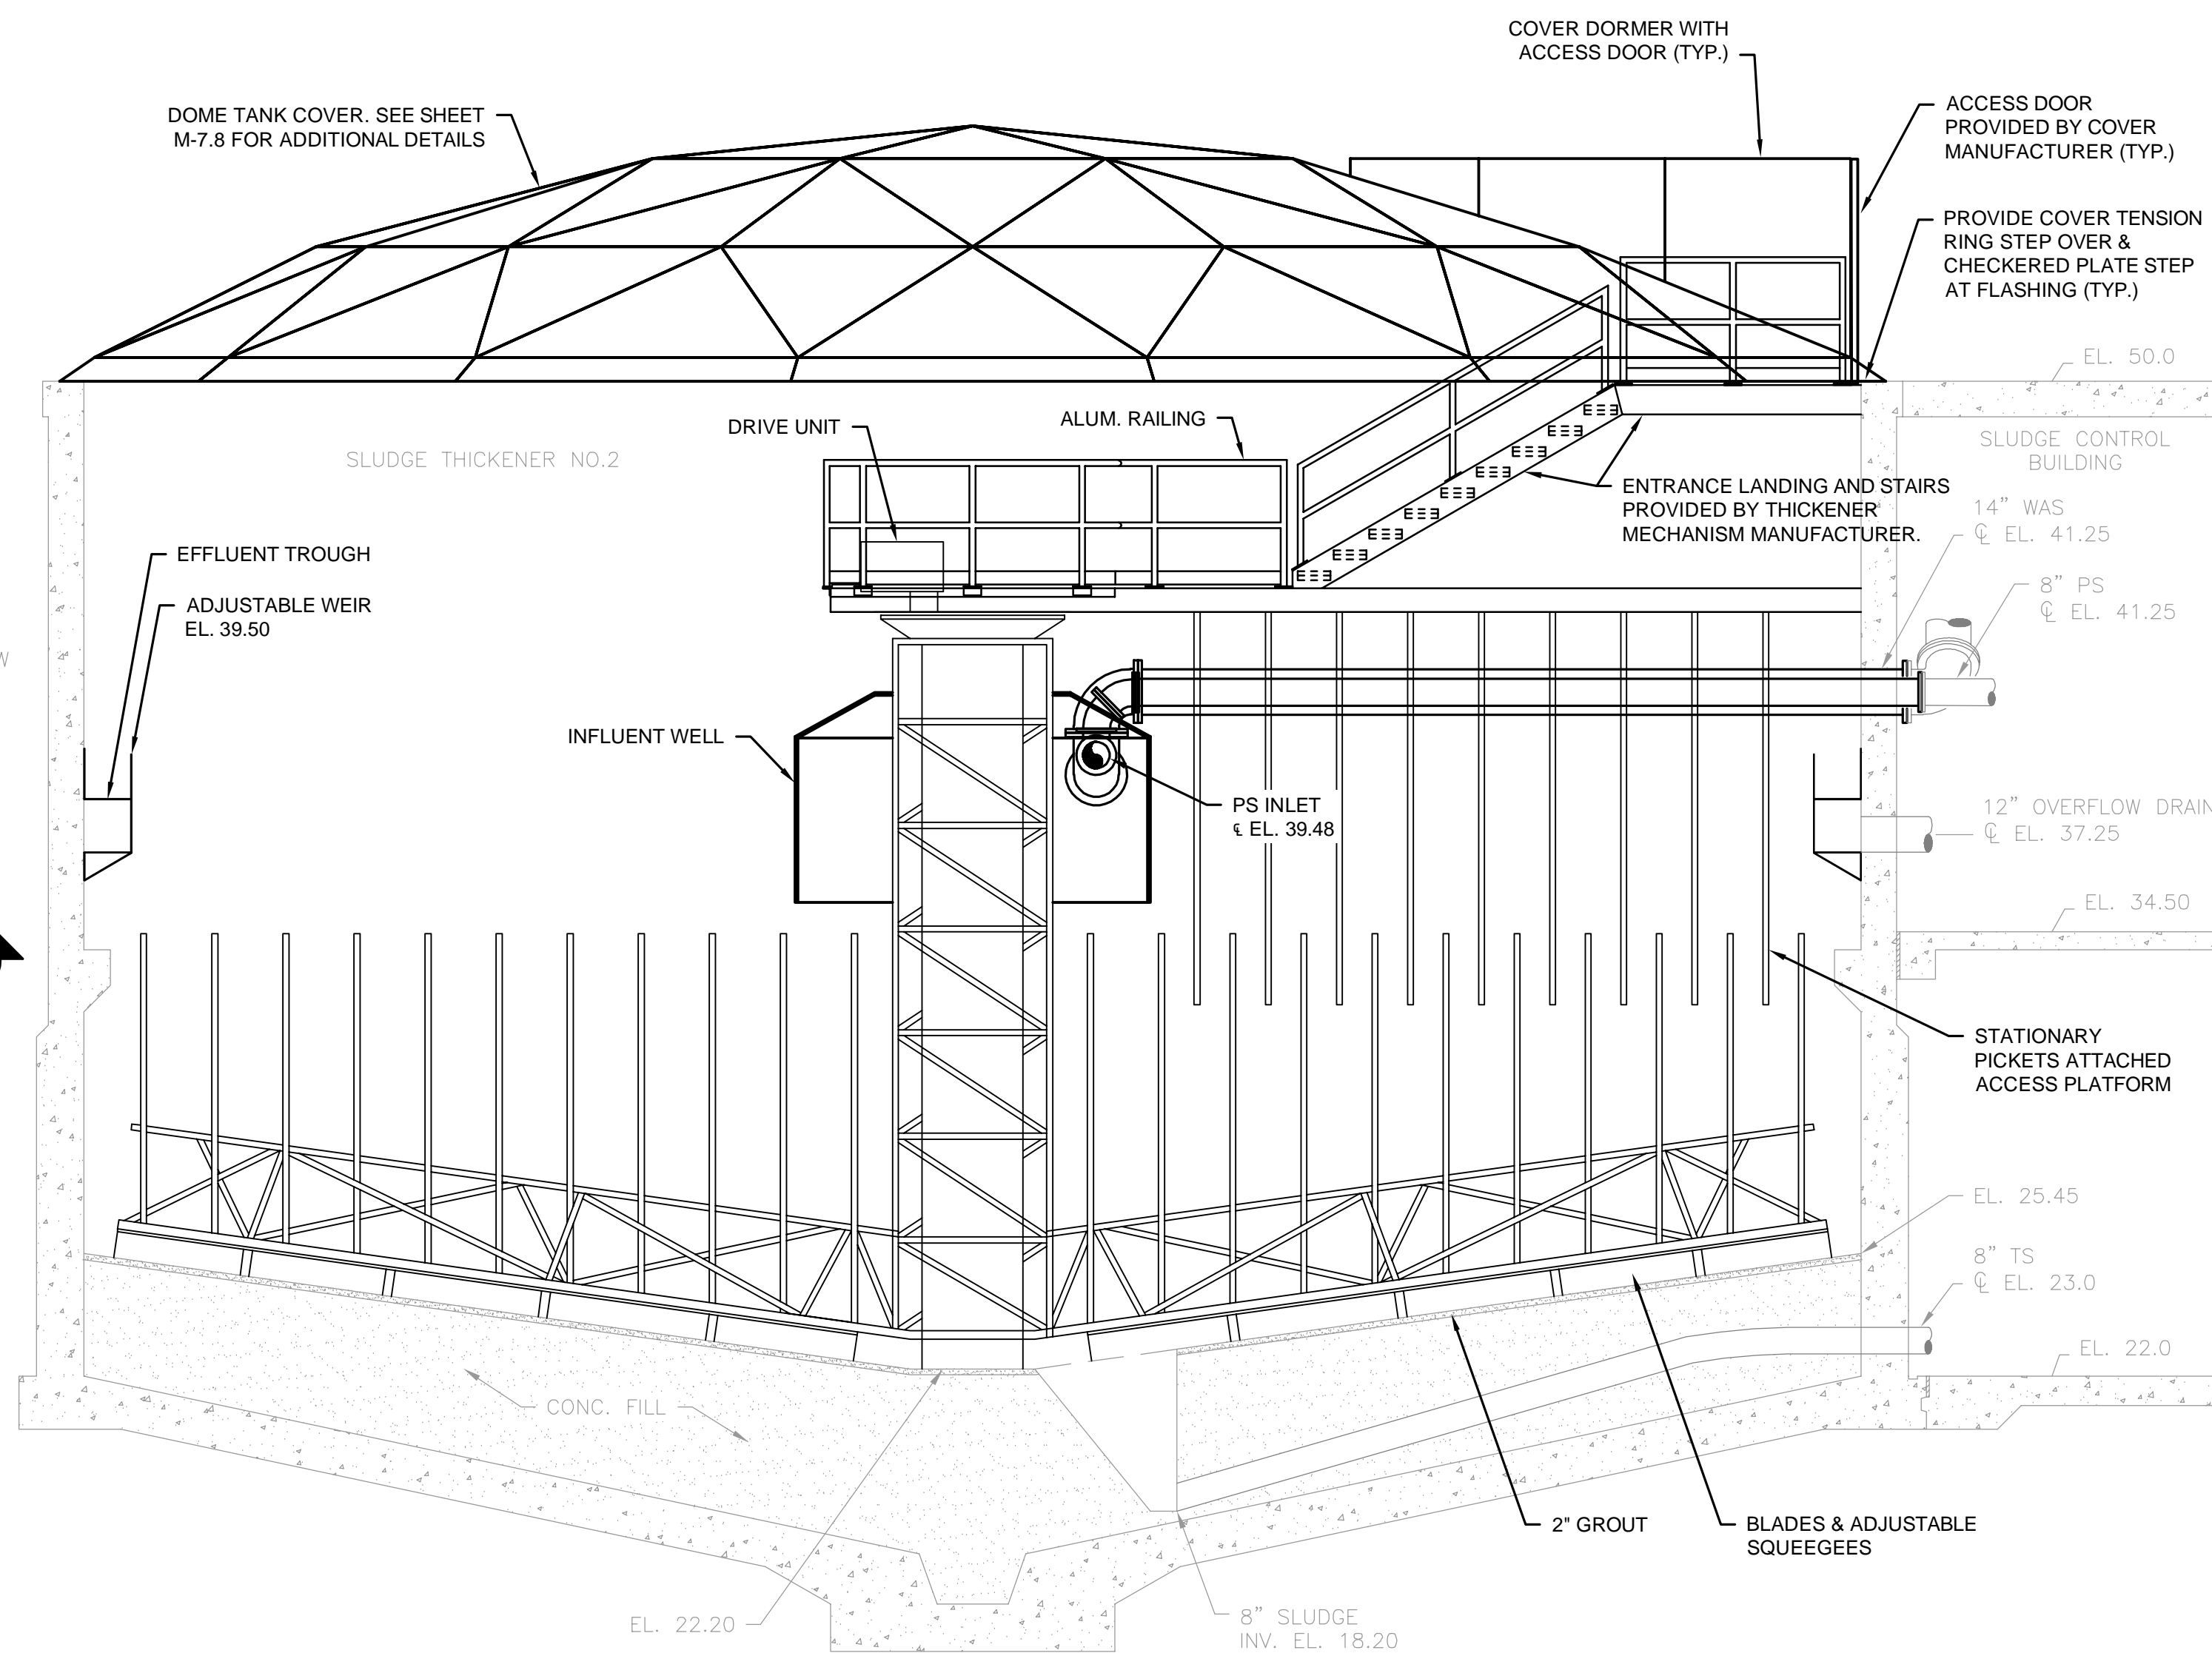 COVER DORMER WITH
ACCESS DOOR (TYP.)
DOME TANK COVER. SEE SHEET
M-7.8 FOR ADDITIONAL DETAILS
ACCESS DOOR
PROVIDED BY COVER
MANUFACTURER (TYP.)
PROVIDE COVER TENSION
RING STEP OVER &
CHECKERED PLATE STEP
AT FLASHING (TYP.)
EL. 50.0
DRIVE UNIT
ALUM. RAILING
SLUDGE THICKENER NO.2
SLUDGE CONTROL
BUILDING
ENTRANCE LANDING AND STAIRS
PROVIDED BY THICKENER
MECHANISM MANUFACTURER.
14” WAS
℄ EL. 41.25
EFFLUENT TROUGH
ADJUSTABLE WEIR
EL. 39.50
8” PS
℄ EL. 41.25
W
INFLUENT WELL
PS INLET
℄ EL. 39.48
12” OVERFLOW DRAIN
℄ EL. 37.25
EL. 34.50
STATIONARY
PICKETS ATTACHED
ACCESS PLATFORM
EL. 25.45
8” TS
℄ EL. 23.0
EL. 22.0
CONC. FILL
2" GROUT
BLADES & ADJUSTABLE
SQUEEGEES
EL. 22.20
8” SLUDGE
INV. EL. 18.20